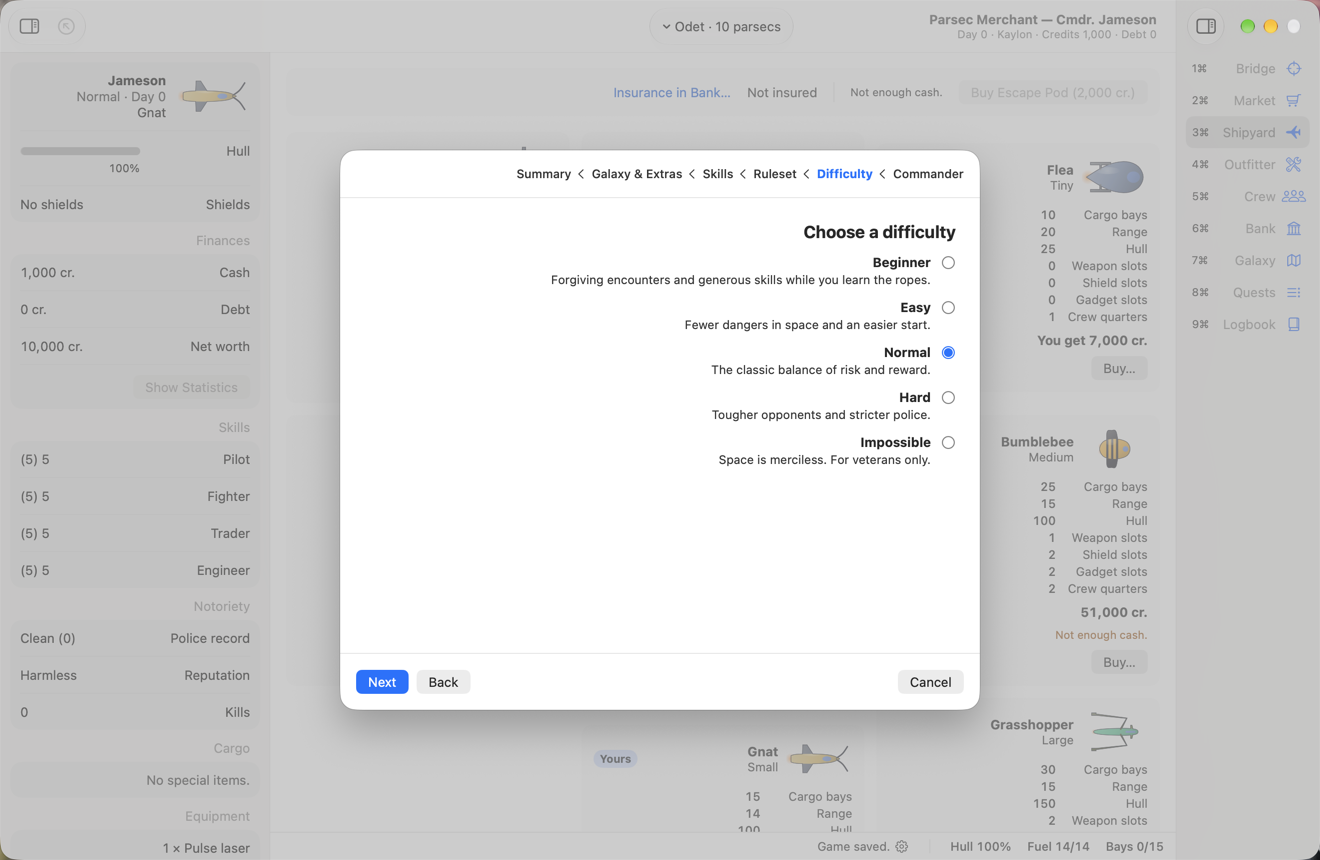 Odet · 10 parsecs
Parsec Merchant — Cmdr. Jameson
Day 0 · Kaylon · Credits 1,000 · Debt 0
1⌘ Bridge
2⌘ Market
3⌘ Shipyard
4⌘ Outfitter
5⌘ Crew
6⌘ Bank
7⌘ Galaxy
8⌘ Quests
9⌘ Logbook
Jameson
Normal · Day 0
Gnat
Hull
100%
No shields Shields
Finances
1,000 cr. Cash
0 cr. Debt
10,000 cr. Net worth
Show Statistics
Skills
(5) 5 Pilot
(5) 5 Fighter
(5) 5 Trader
(5) 5 Engineer
Notoriety
Clean (0) Police record
Harmless Reputation
0 Kills
Cargo
No special items.
Equipment
1 × Pulse laser
Insurance in Bank... Not insured Not enough cash. Buy Escape Pod (2,000 cr.)
Summary Galaxy & Extras Skills Ruleset Difficulty Commander
Choose a difficulty
Beginner
Forgiving encounters and generous skills while you learn the ropes.
Easy
Fewer dangers in space and an easier start.
Normal
The classic balance of risk and reward.
Hard
Tougher opponents and stricter police.
Impossible
Space is merciless. For veterans only.
Next Back Cancel
Flea
Tiny
10 Cargo bays
20 Range
25 Hull
0 Weapon slots
0 Shield slots
0 Gadget slots
1 Crew quarters
You get 7,000 cr.
Buy...
Bumblebee
Medium
25 Cargo bays
15 Range
100 Hull
1 Weapon slots
2 Shield slots
2 Gadget slots
2 Crew quarters
51,000 cr.
Not enough cash.
Buy...
Yours
Gnat
Small
15 Cargo bays
14 Range
100 Hull
Grasshopper
Large
30 Cargo bays
15 Range
150 Hull
2 Weapon slots
Game saved. Hull 100% Fuel 14/14 Bays 0/15